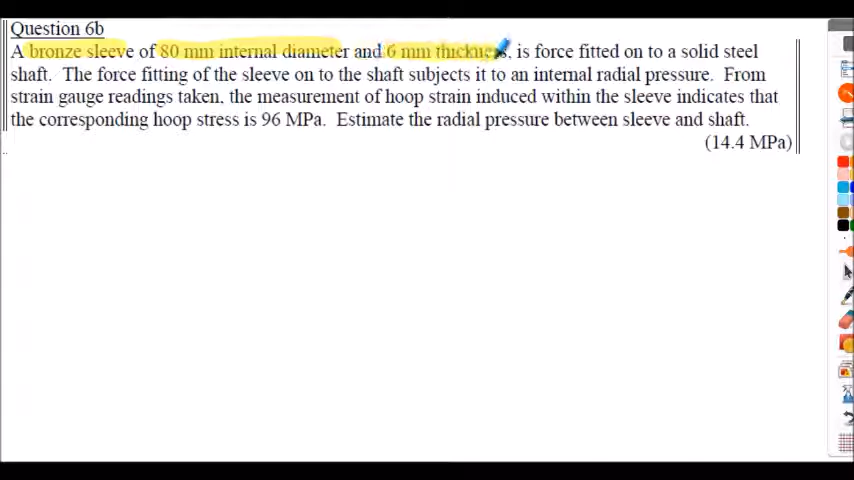 Question 6b
A bronze sleeve of 80 mm internal diameter and 6 mm thickness, is force fitted on to a solid steel
shaft. The force fitting of the sleeve on to the shaft subjects it to an internal radial pressure. From
strain gauge readings taken, the measurement of hoop strain induced within the sleeve indicates that
the corresponding hoop stress is 96 MPa. Estimate the radial pressure between sleeve and shaft.
(14.4 MPa)